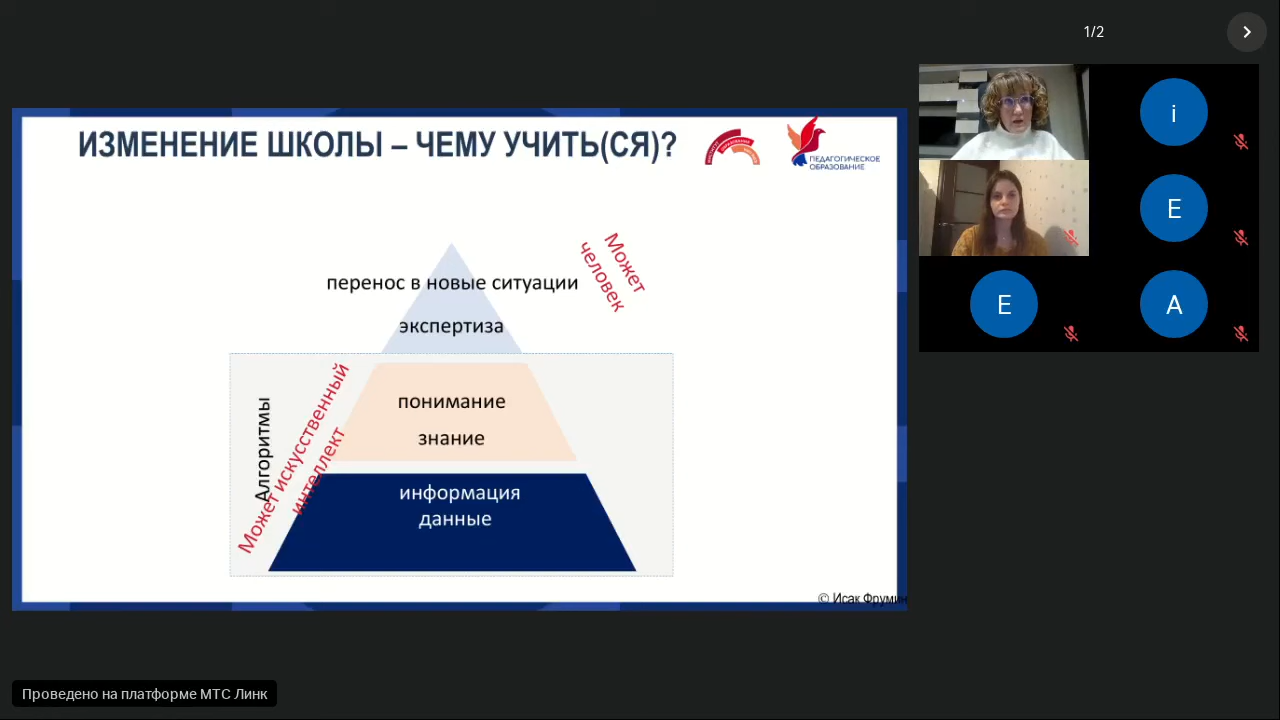 1/2
ИЗМЕНЕНИЕ ШКОЛЫ – ЧЕМУ УЧИТЬ(СЯ)?
ПЕДАГОГИЧЕСКОЕ
ОБРАЗОВАНИЕ
Может
человек
перенос в новые ситуации
экспертиза
Алгоритмы
Может искусственный
интеллект
понимание
знание
информация
данные
© Исак Фрумин
i
E
E
A
Проведено на платформе МТС Линк